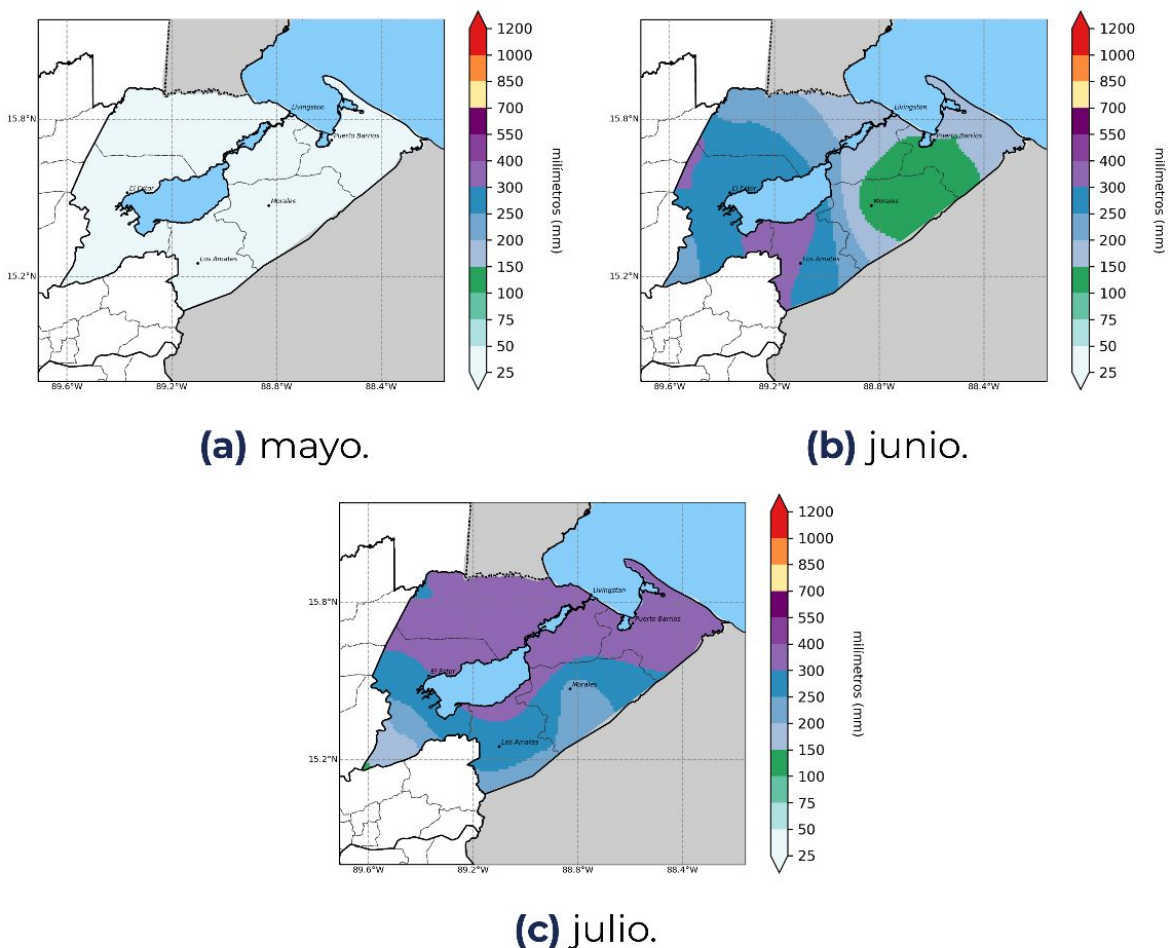 1200
1000
850
700
550
400
300
250
200
150
100
75
50
25
milímetros (mm)
15.8°N
15.2°N
89.6°W
89.2°W
88.8°W
88.4°W
Livingston
Puerto Barrios
El Estor
Morales
Los Amates
(a) mayo.
1200
1000
850
700
550
400
300
250
200
150
100
75
50
25
milímetros (mm)
15.8°N
15.2°N
89.6°W
89.2°W
88.8°W
88.4°W
Livingston
Puerto Barrios
El Estor
Morales
Los Amates
(b) junio.
1200
1000
850
700
550
400
300
250
200
150
100
75
50
25
milímetros (mm)
15.8°N
15.2°N
89.6°W
89.2°W
88.8°W
88.4°W
Livingston
Puerto Barrios
El Estor
Morales
Los Amates
(c) julio.